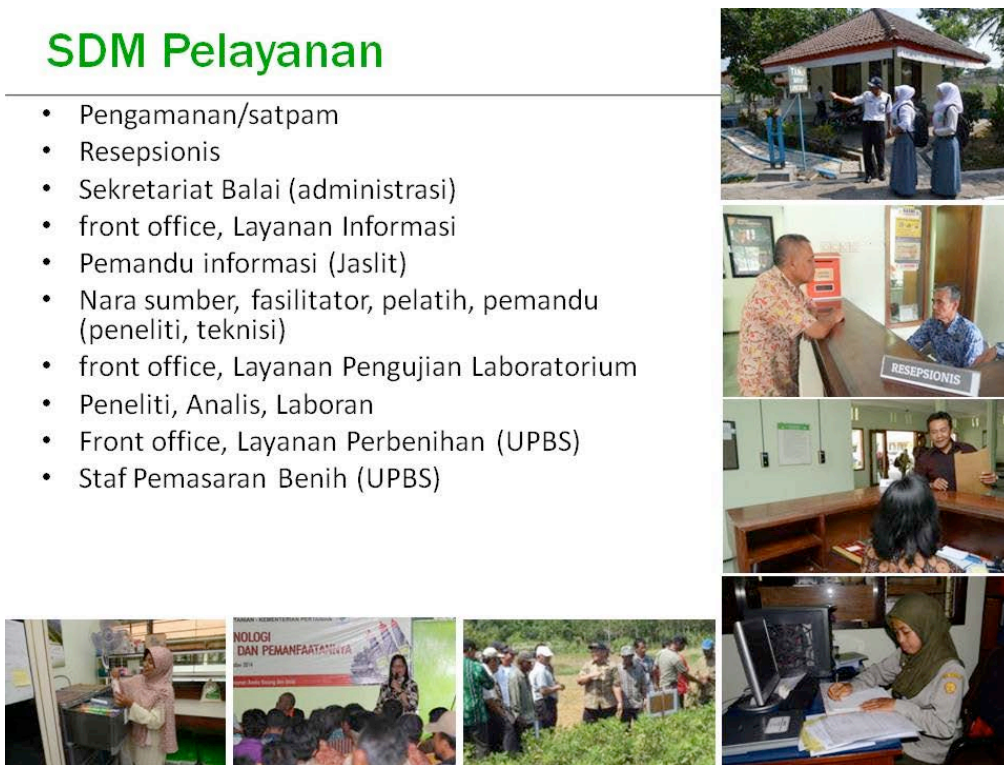 SDM Pelayanan
• Pengamanan/satpam
• Resepsionis
• Sekretariat Balai (administrasi)
• front office, Layanan Informasi
• Pemandu informasi (Jaslit)
• Nara sumber, fasilitator, pelatih, pemandu
(peneliti, teknisi)
• front office, Layanan Pengujian Laboratorium
• Peneliti, Analis, Laboran
• Front office, Layanan Perbenihan (UPBS)
• Staf Pemasaran Benih (UPBS)
RESEPSIONIS
KEMENTERIAN PERTANIAN
NOLOGI
DAN PEMANFAATANNYA